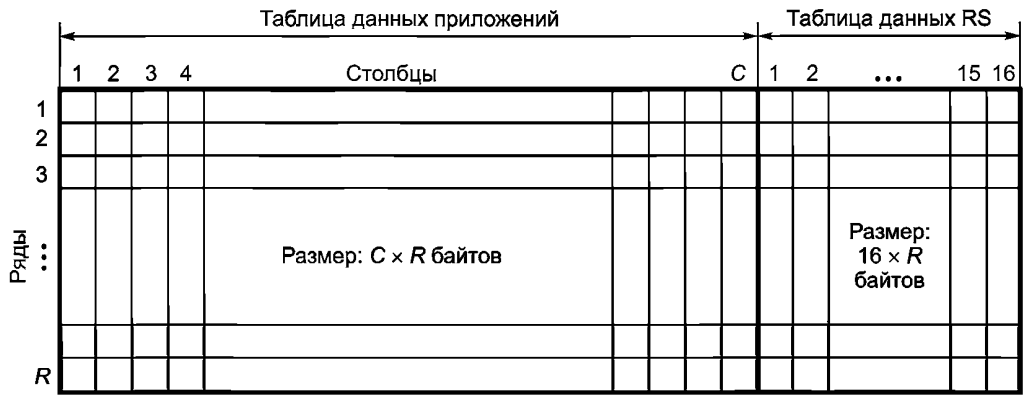 Таблица данных приложений Таблица данных RS
1 2 3 4 Столбцы C 1 2 ... 15 16
1
2
3
Ряды
...
Размер: C × R байтов
Размер:
16 × R
байтов
R